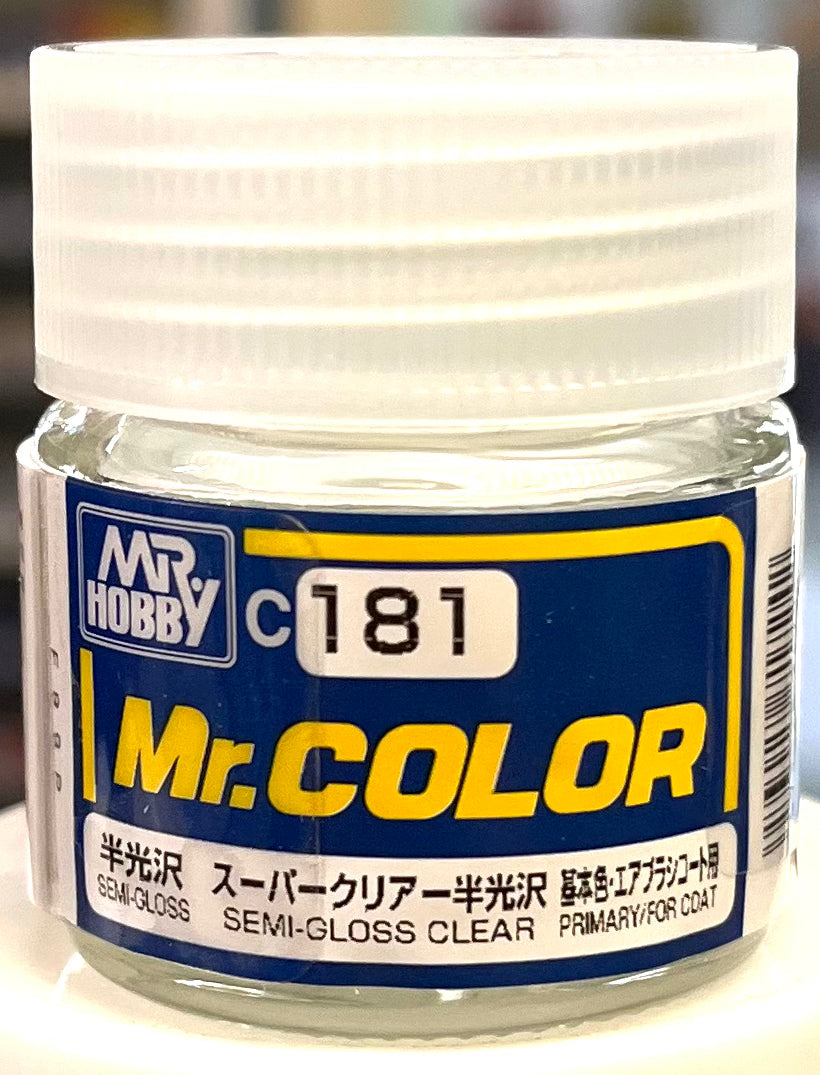 MR. HOBBY
C 181
Mr. COLOR
半光沢 スーパークリアー半光沢 基本色・エアブラシコート用
SEMI-GLOSS SEMI-GLOSS CLEAR PRIMARY/FOR COAT